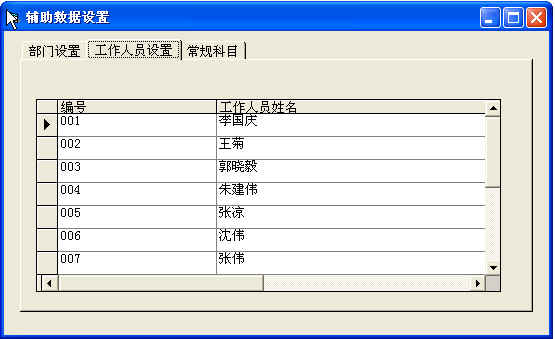 辅助数据设置
部门设置 工作人员设置 常规科目
编号 工作人员姓名
001 李国庆
002 王菊
003 郭晓毅
004 朱建伟
005 张凉
006 沈伟
007 张伟